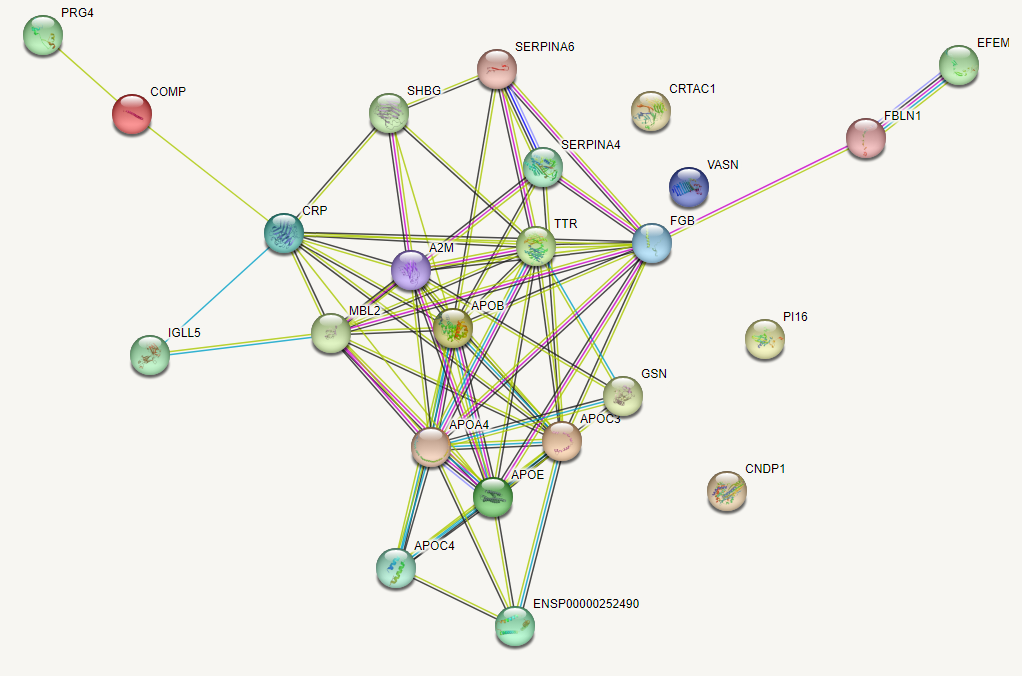 PRG4
EFEM
SERPINA6
COMP
SHBG
CRTAC1
FBLN1
SERPINA4
VASN
CRP
TTR
FGB
A2M
MBL2
APOB
PI16
IGLL5
GSN
APOA4
APOC3
APOE
CNDP1
APOC4
ENSP00000252490